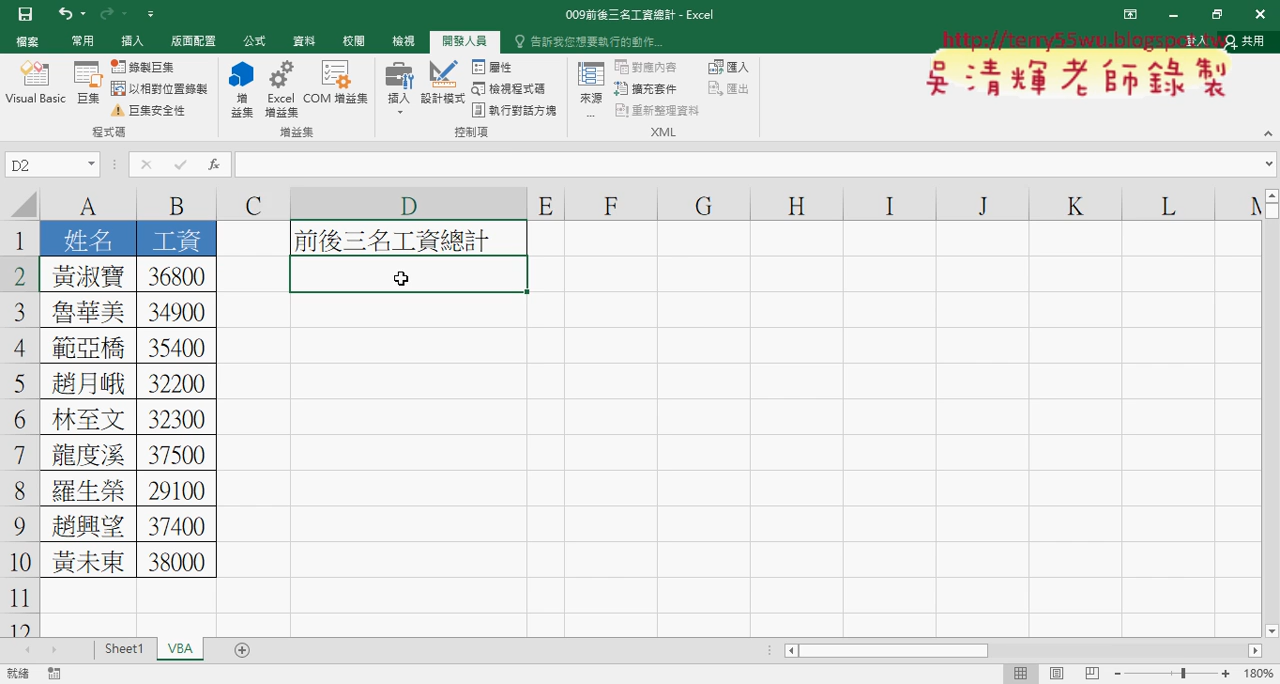 009前後三名工資總計 - Excel
檔案 常用 插入 版面配置 公式 資料 校閱 檢視 開發人員 告訴我您想要執行的動作... 登入 共用
http://terry55wu.blogspot.tw
吳清輝老師錄製
Visual Basic 巨集 錄製巨集 以相對位置錄製 巨集安全性
程式碼
增益集 Excel 增益集 COM 增益集
增益集
插入 設計模式 屬性 檢視程式碼 執行對話方塊
控制項
來源... 對應內容 擴充套件 重新整理資料 匯入 匯出
XML
D2 fx
A B C D E F G H I J K L M
1 姓名 工資 前後三名工資總計
2 黃淑寶 36800
3 魯華美 34900
4 範亞橋 35400
5 趙月峨 32200
6 林至文 32300
7 龍度溪 37500
8 羅生榮 29100
9 趙興望 37400
10 黃未東 38000
11
12
Sheet1 VBA
就緒 180%